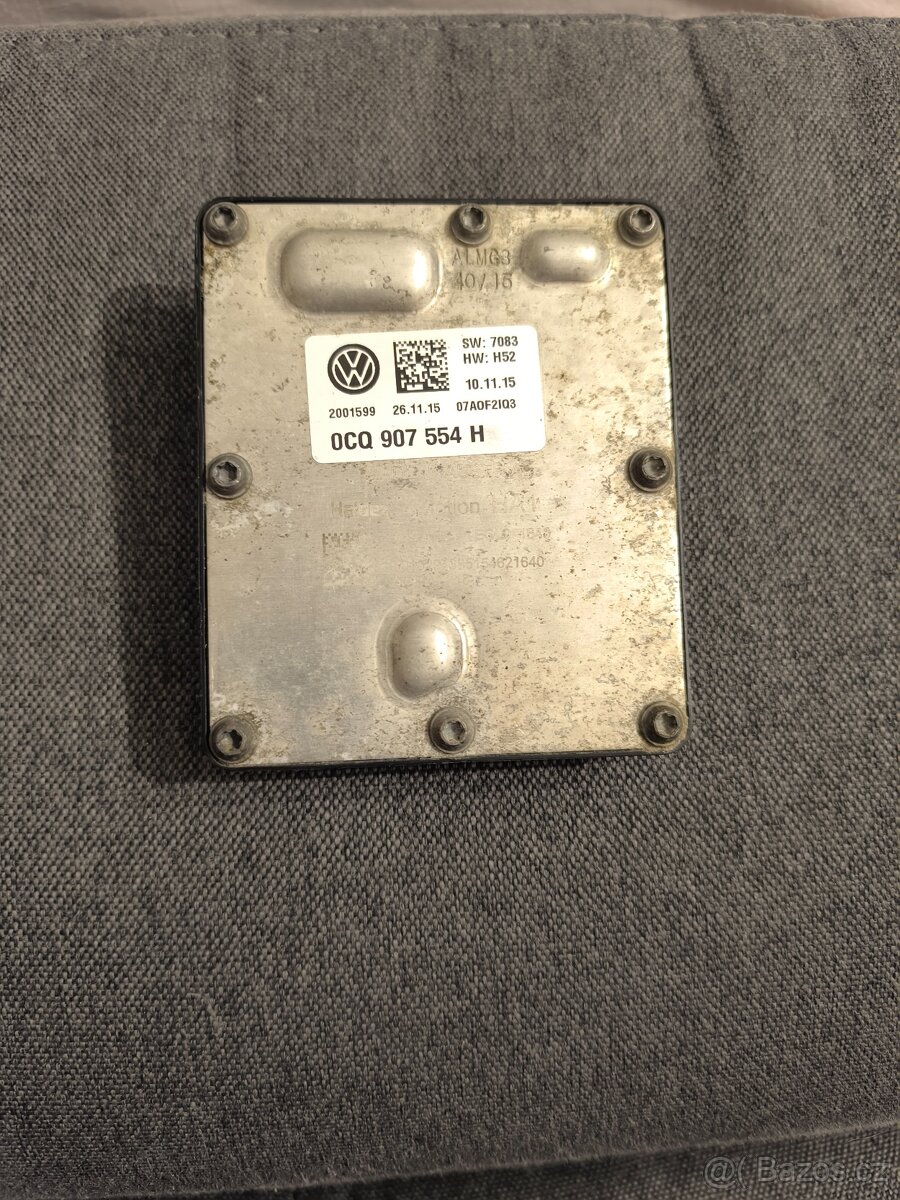 ALMG3
40/15
SW: 7083
HW: H52
10.11.15
2001599 26.11.15 07AOF2IQ3
0CQ 907 554 H
@( Bazos.cz